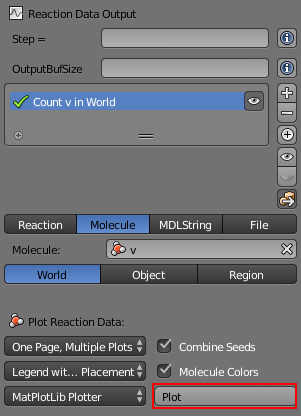 Reaction Data Output
Step =
OutputBufSize
Count v in World
Reaction Molecule MDLString File
Molecule: v
World Object Region
Plot Reaction Data:
One Page, Multiple Plots Combine Seeds
Legend wit... Placement Molecule Colors
MatPlotLib Plotter Plot